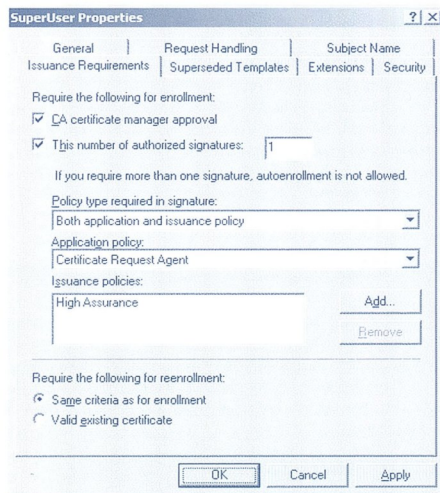 SuperUser Properties ? X
General Request Handling Subject Name
Issuance Requirements Superseded Templates Extensions Security
Require the following for enrollment:
CA certificate manager approval
This number of authorized signatures: 1
If you require more than one signature, autoenrollment is not allowed.
Policy type required in signature:
Both application and issuance policy
Application policy:
Certificate Request Agent
Issuance policies:
High Assurance
Add...
Remove
Require the following for reenrollment:
Same criteria as for enrollment
Valid existing certificate
OK Cancel Apply